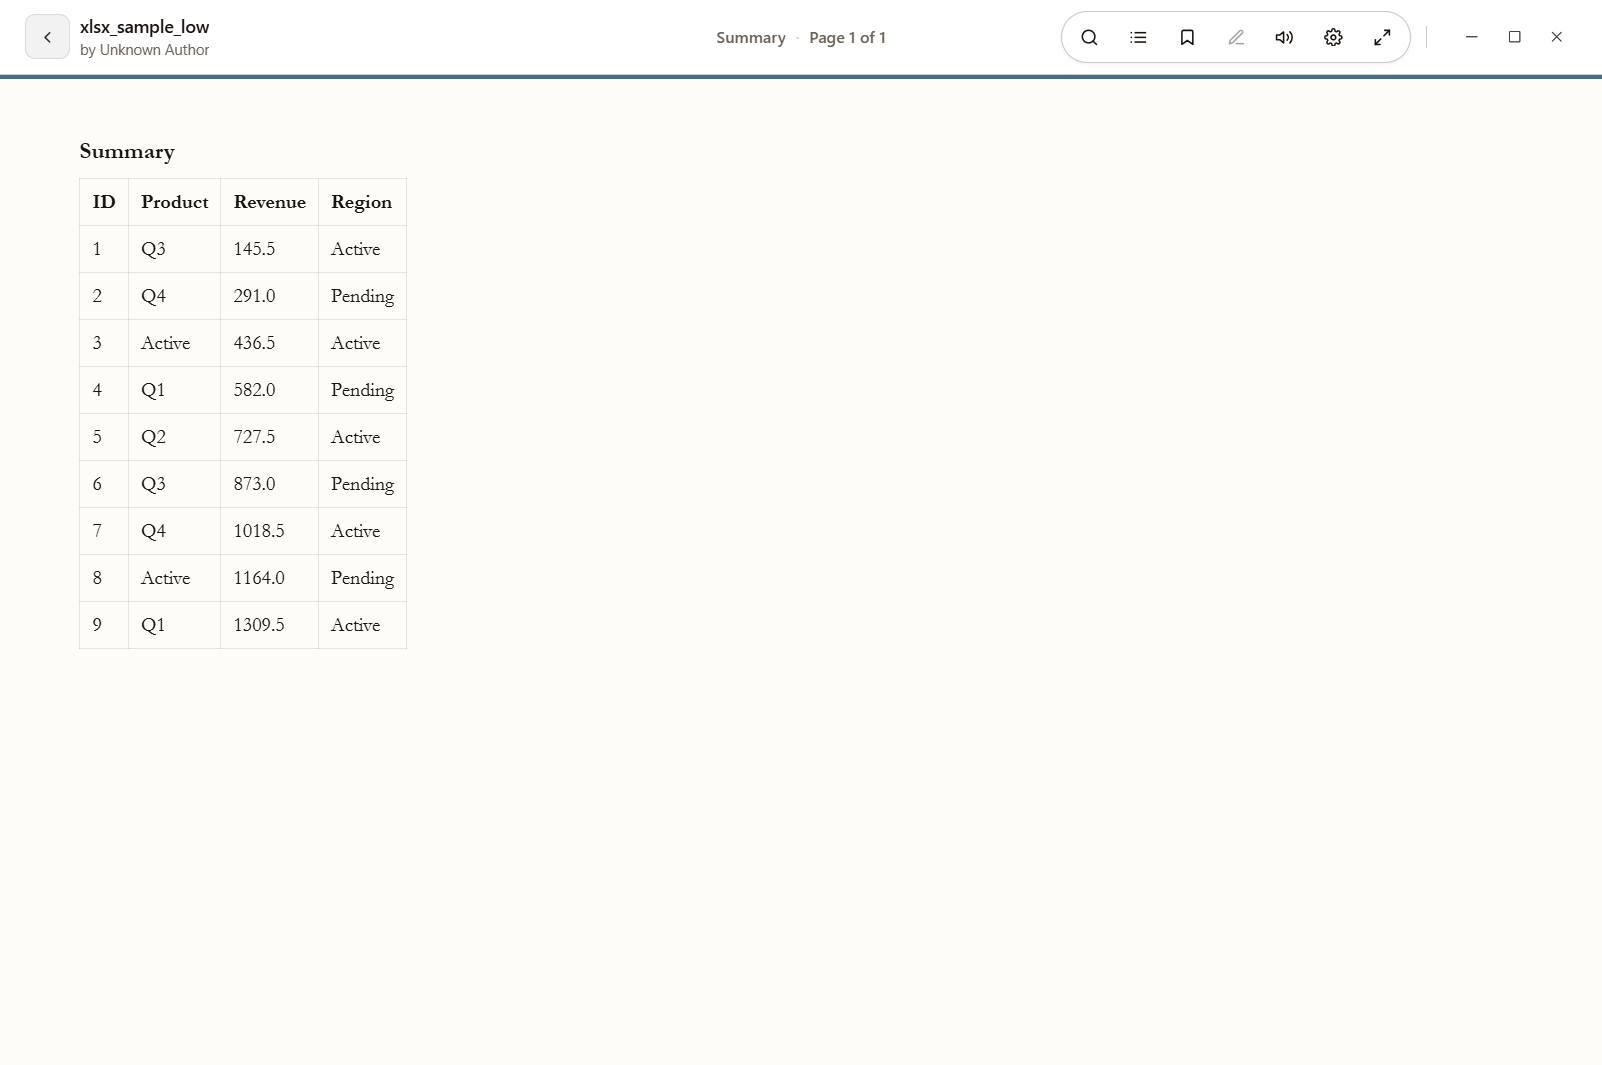 xlsx_sample_low
by Unknown Author
Summary · Page 1 of 1
Summary
ID Product Revenue Region
1 Q3 145.5 Active
2 Q4 291.0 Pending
3 Active 436.5 Active
4 Q1 582.0 Pending
5 Q2 727.5 Active
6 Q3 873.0 Pending
7 Q4 1018.5 Active
8 Active 1164.0 Pending
9 Q1 1309.5 Active